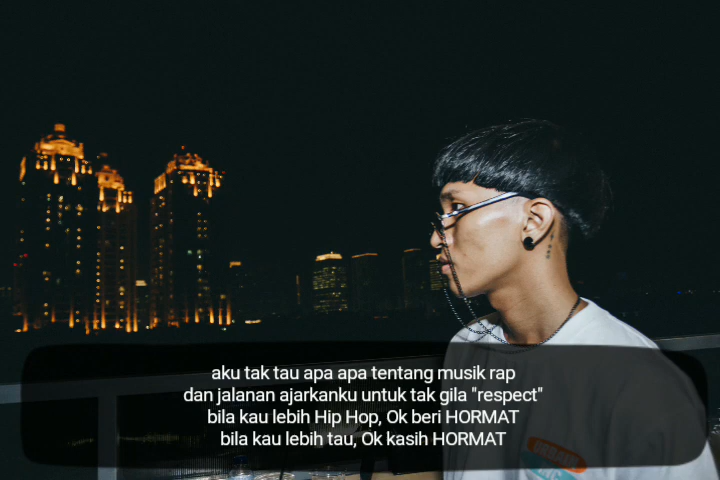 aku tak tau apa apa tentang musik rap
dan jalanan ajarkanku untuk tak gila "respect"
bila kau lebih Hip Hop, Ok beri HORMAT
bila kau lebih tau, Ok kasih HORMAT